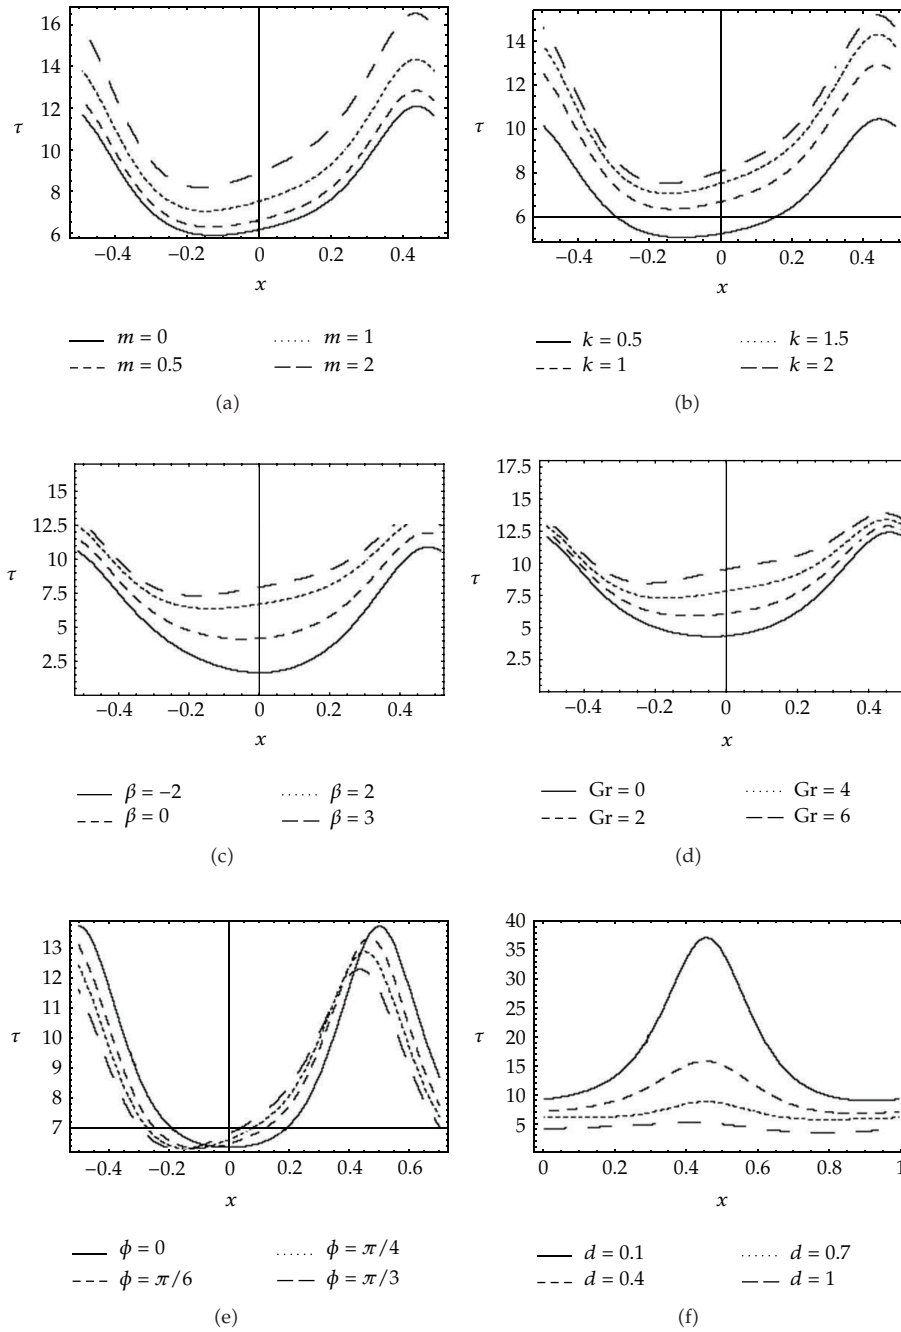 16
14
12
10
8
6
τ
−0.4 −0.2 0 0.2 0.4
x
m = 0 m = 1
m = 0.5 m = 2
(a)
14
12
10
8
6
τ
−0.4 −0.2 0 0.2 0.4
x
k = 0.5 k = 1.5
k = 1 k = 2
(b)
15
12.5
10
7.5
5
2.5
τ
−0.4 −0.2 0 0.2 0.4
x
β = −2 β = 2
β = 0 β = 3
(c)
17.5
15
12.5
10
7.5
5
2.5
τ
−0.4 −0.2 0 0.2 0.4
x
Gr = 0 Gr = 4
Gr = 2 Gr = 6
(d)
13
12
11
10
9
8
7
τ
−0.4 −0.2 0 0.2 0.4 0.6
x
ϕ = 0 ϕ = π/4
ϕ = π/6 ϕ = π/3
(e)
40
35
30
25
20
15
10
5
τ
0 0.2 0.4 0.6 0.8 1
x
d = 0.1 d = 0.7
d = 0.4 d = 1
(f)